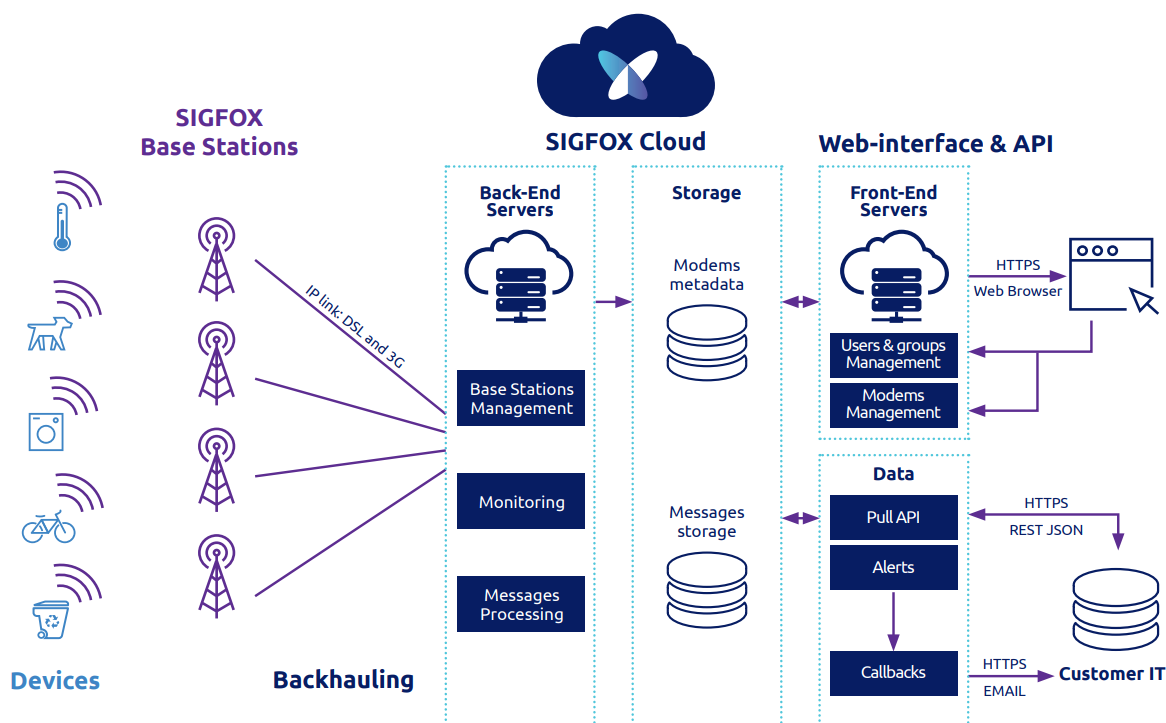 SIGFOX Cloud
SIGFOX
Base Stations
Web-interface & API
Back-End
Servers
Storage
Front-End
Servers
Modems
metadata
HTTPS
Web Browser
IP link: DSL and 3G
Users & groups
Management
Base Stations
Management
Modems
Management
Data
Monitoring
Messages
storage
Pull API
HTTPS
REST JSON
Alerts
Messages
Processing
Devices
Backhauling
Callbacks
HTTPS
EMAIL
Customer IT